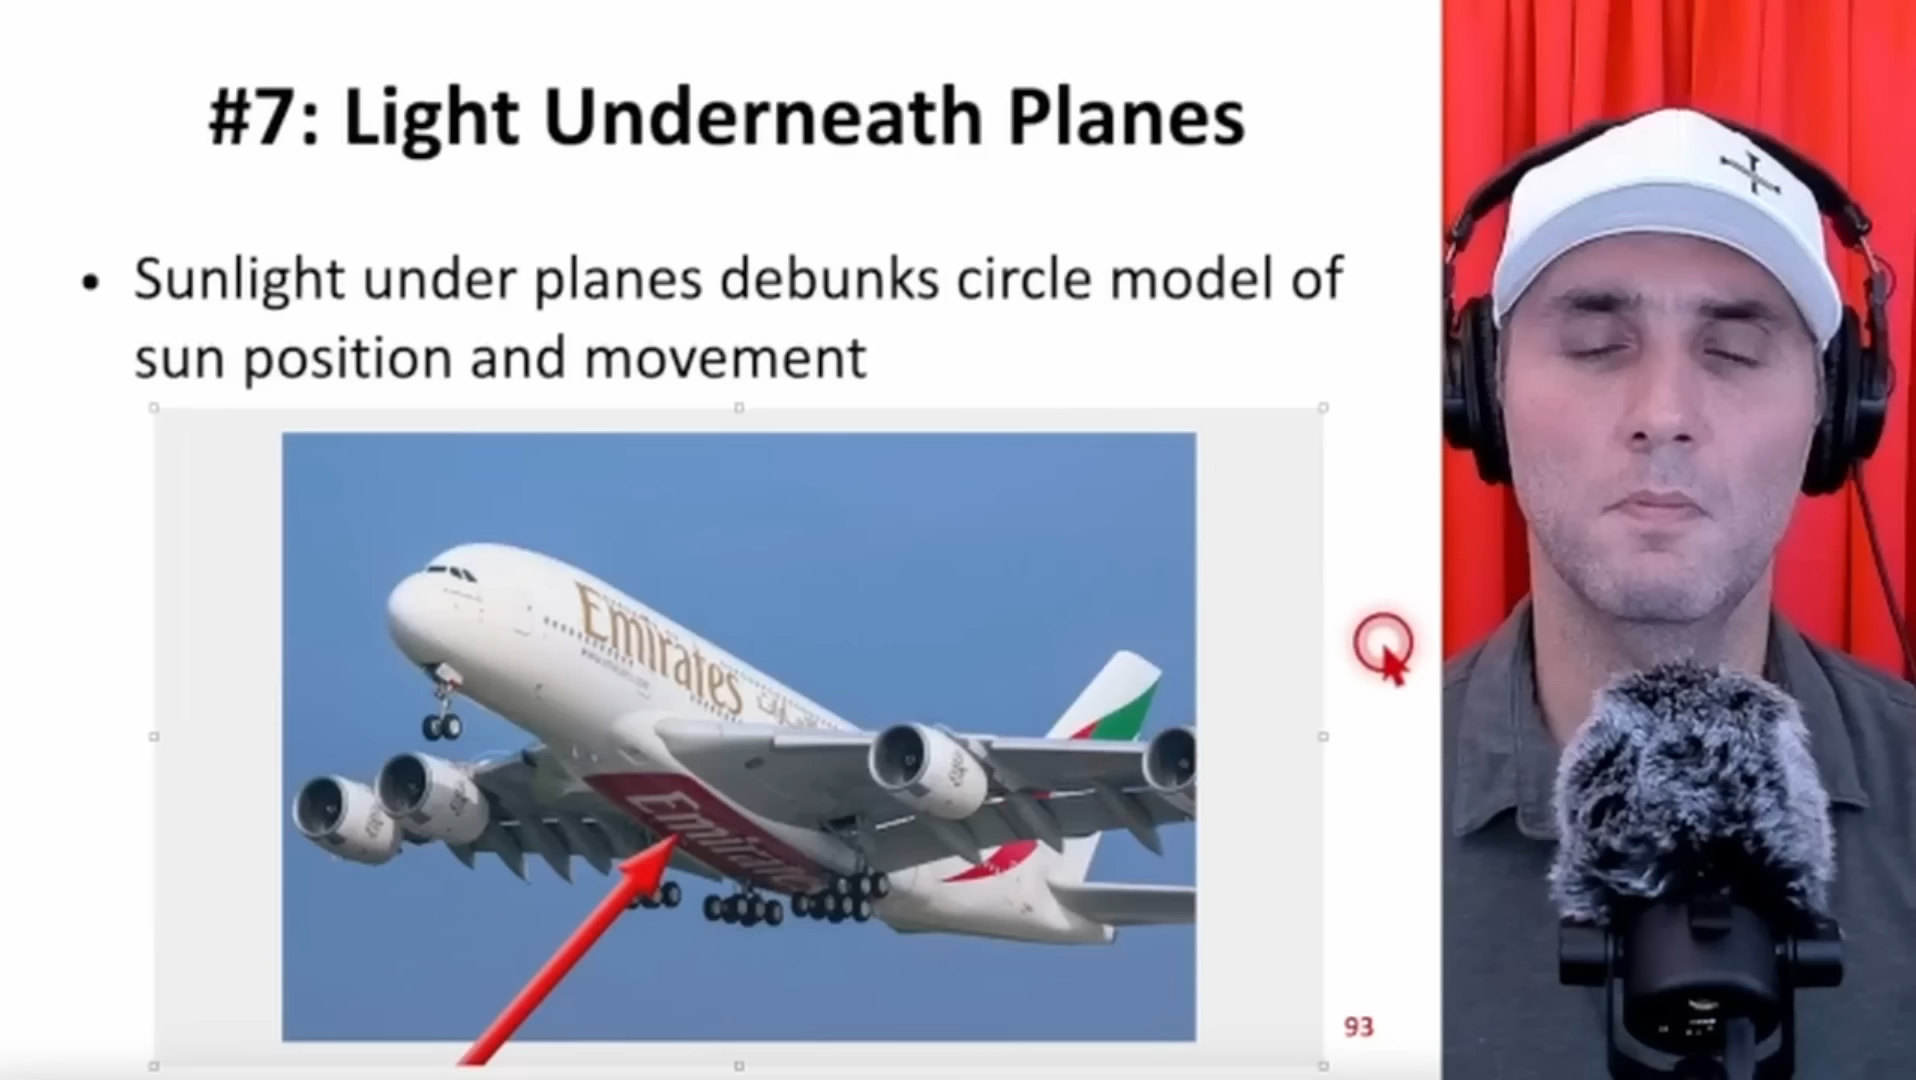 #7: Light Underneath Planes
• Sunlight under planes debunks circle model of
sun position and movement
Emirates
Emirates
93